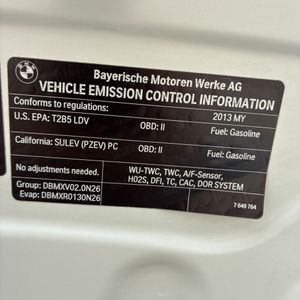 BMW
Bayerische Motoren Werke AG
VEHICLE EMISSION CONTROL INFORMATION
Conforms to regulations: 2013 MY
U.S. EPA: T2B5 LDV OBD: II Fuel: Gasoline
California: SULEV (PZEV) PC OBD: II Fuel: Gasoline
No adjustments needed. WU-TWC, TWC, A/F-Sensor,
HO2S, DFI, TC, CAC, DOR SYSTEM
Group: DBMXV02.0N26
Evap: DBMXR0130N26
7 649 764